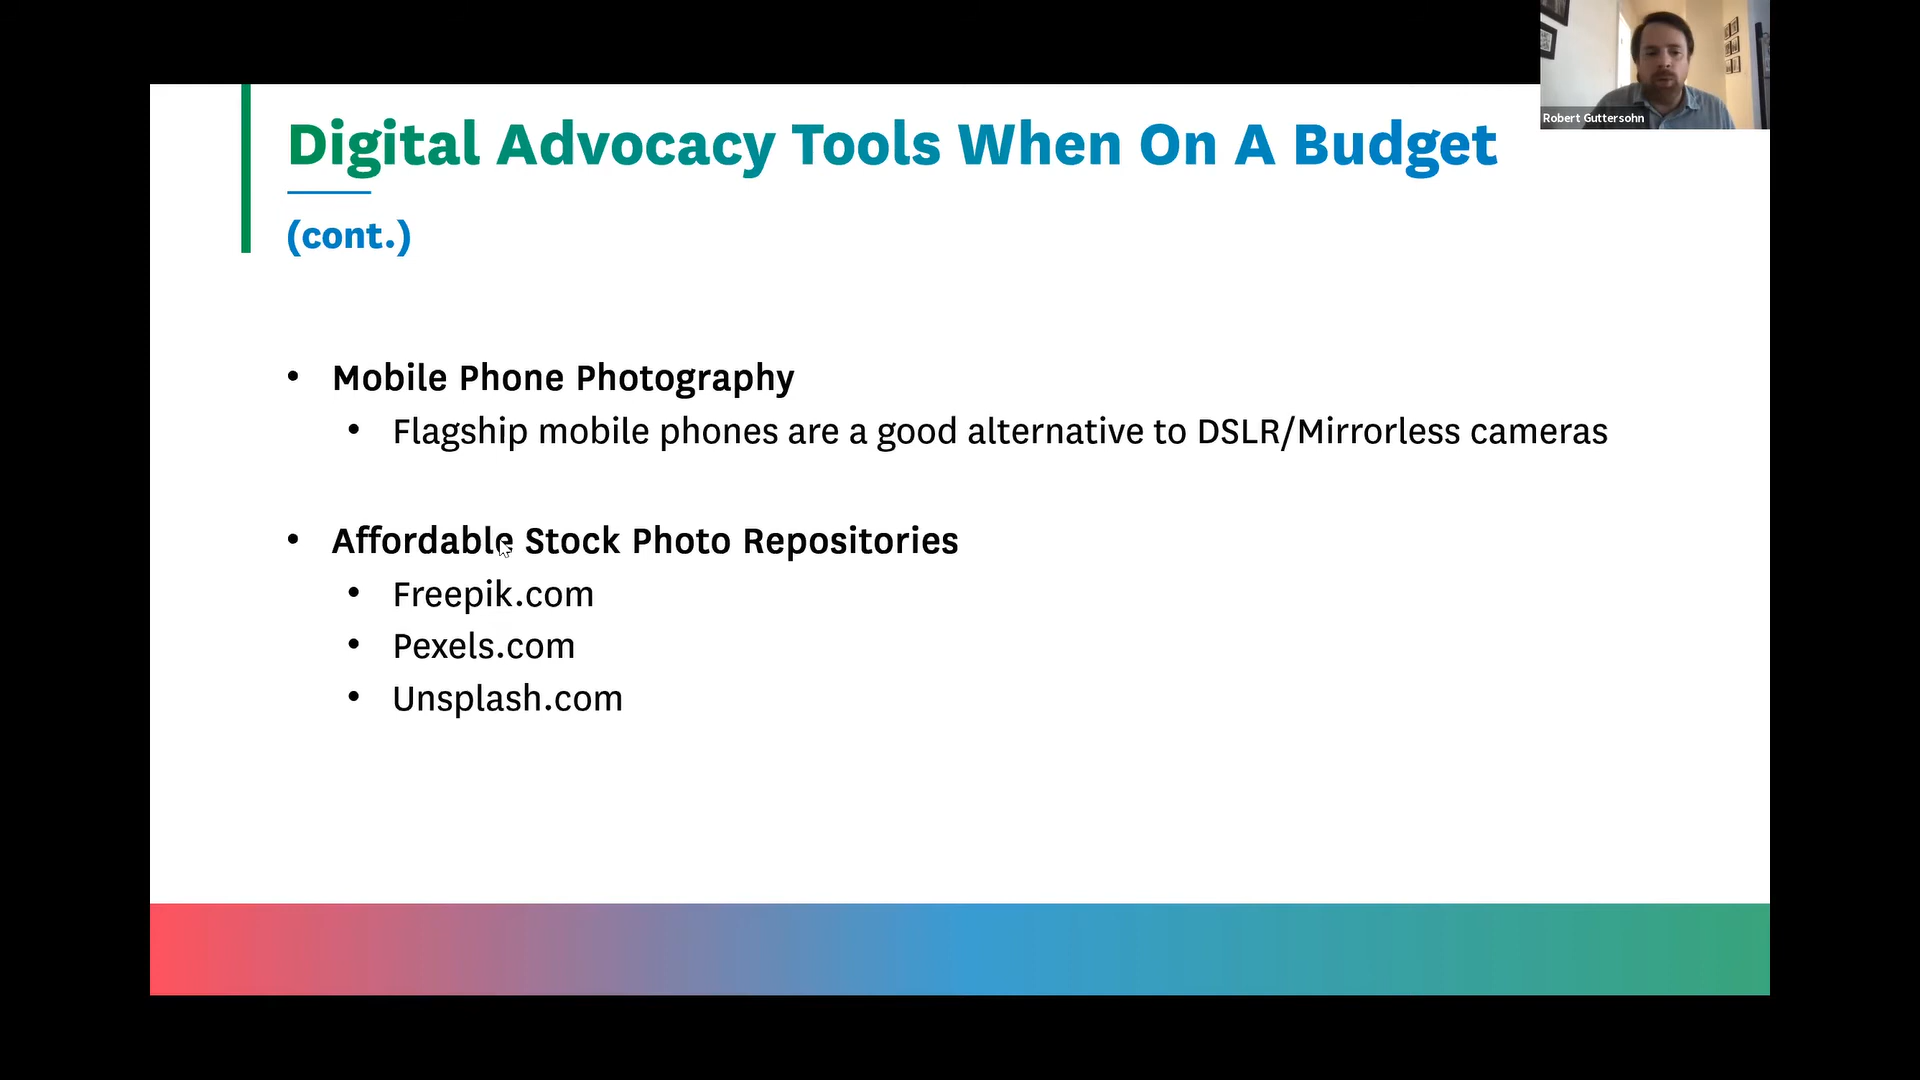 Digital Advocacy Tools When On A Budget
(cont.)
Robert Guttersohn
• Mobile Phone Photography
• Flagship mobile phones are a good alternative to DSLR/Mirrorless cameras
• Affordable Stock Photo Repositories
• Freepik.com
• Pexels.com
• Unsplash.com